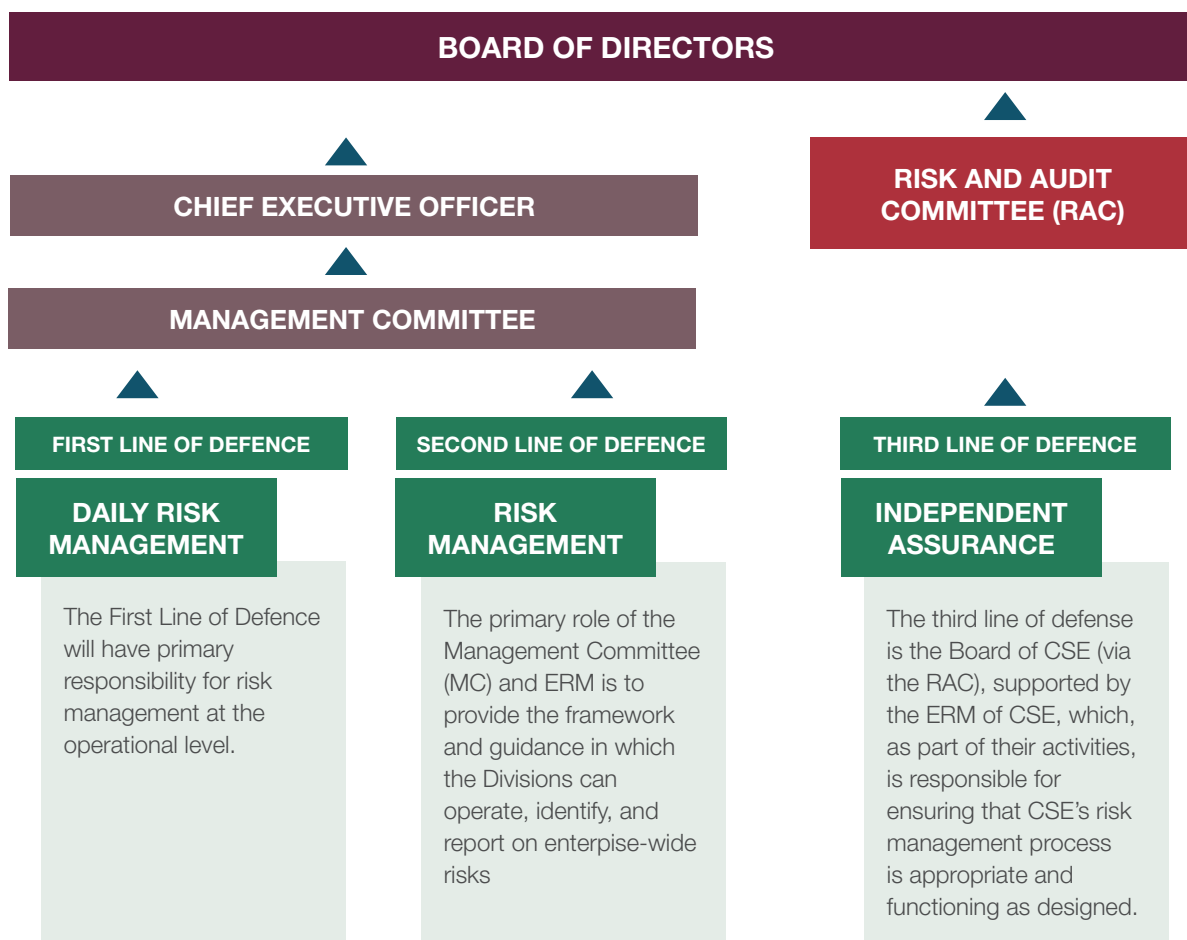 BOARD OF DIRECTORS
CHIEF EXECUTIVE OFFICER
RISK AND AUDIT
COMMITTEE (RAC)
MANAGEMENT COMMITTEE
FIRST LINE OF DEFENCE
DAILY RISK
MANAGEMENT
The First Line of Defence
will have primary
responsibility for risk
management at the
operational level.
SECOND LINE OF DEFENCE
RISK
MANAGEMENT
The primary role of the
Management Committee
(MC) and ERM is to
provide the framework
and guidance in which
the Divisions can
operate, identify, and
report on enterpise-wide
risks
THIRD LINE OF DEFENCE
INDEPENDENT
ASSURANCE
The third line of defense
is the Board of CSE (via
the RAC), supported by
the ERM of CSE, which,
as part of their activities,
is responsible for
ensuring that CSE’s risk
management process
is appropriate and
functioning as designed.